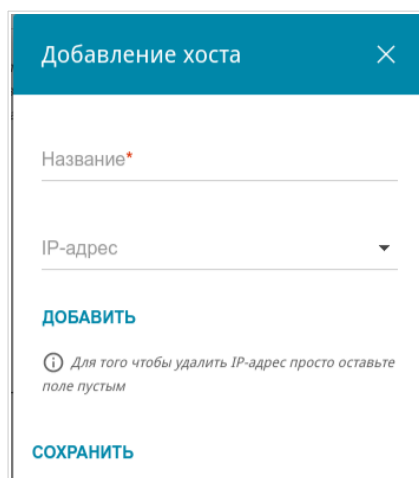 Добавление хоста
Название*
IP-адрес
ДОБАВИТЬ
Для того чтобы удалить IP-адрес просто оставьте
поле пустым
СОХРАНИТЬ